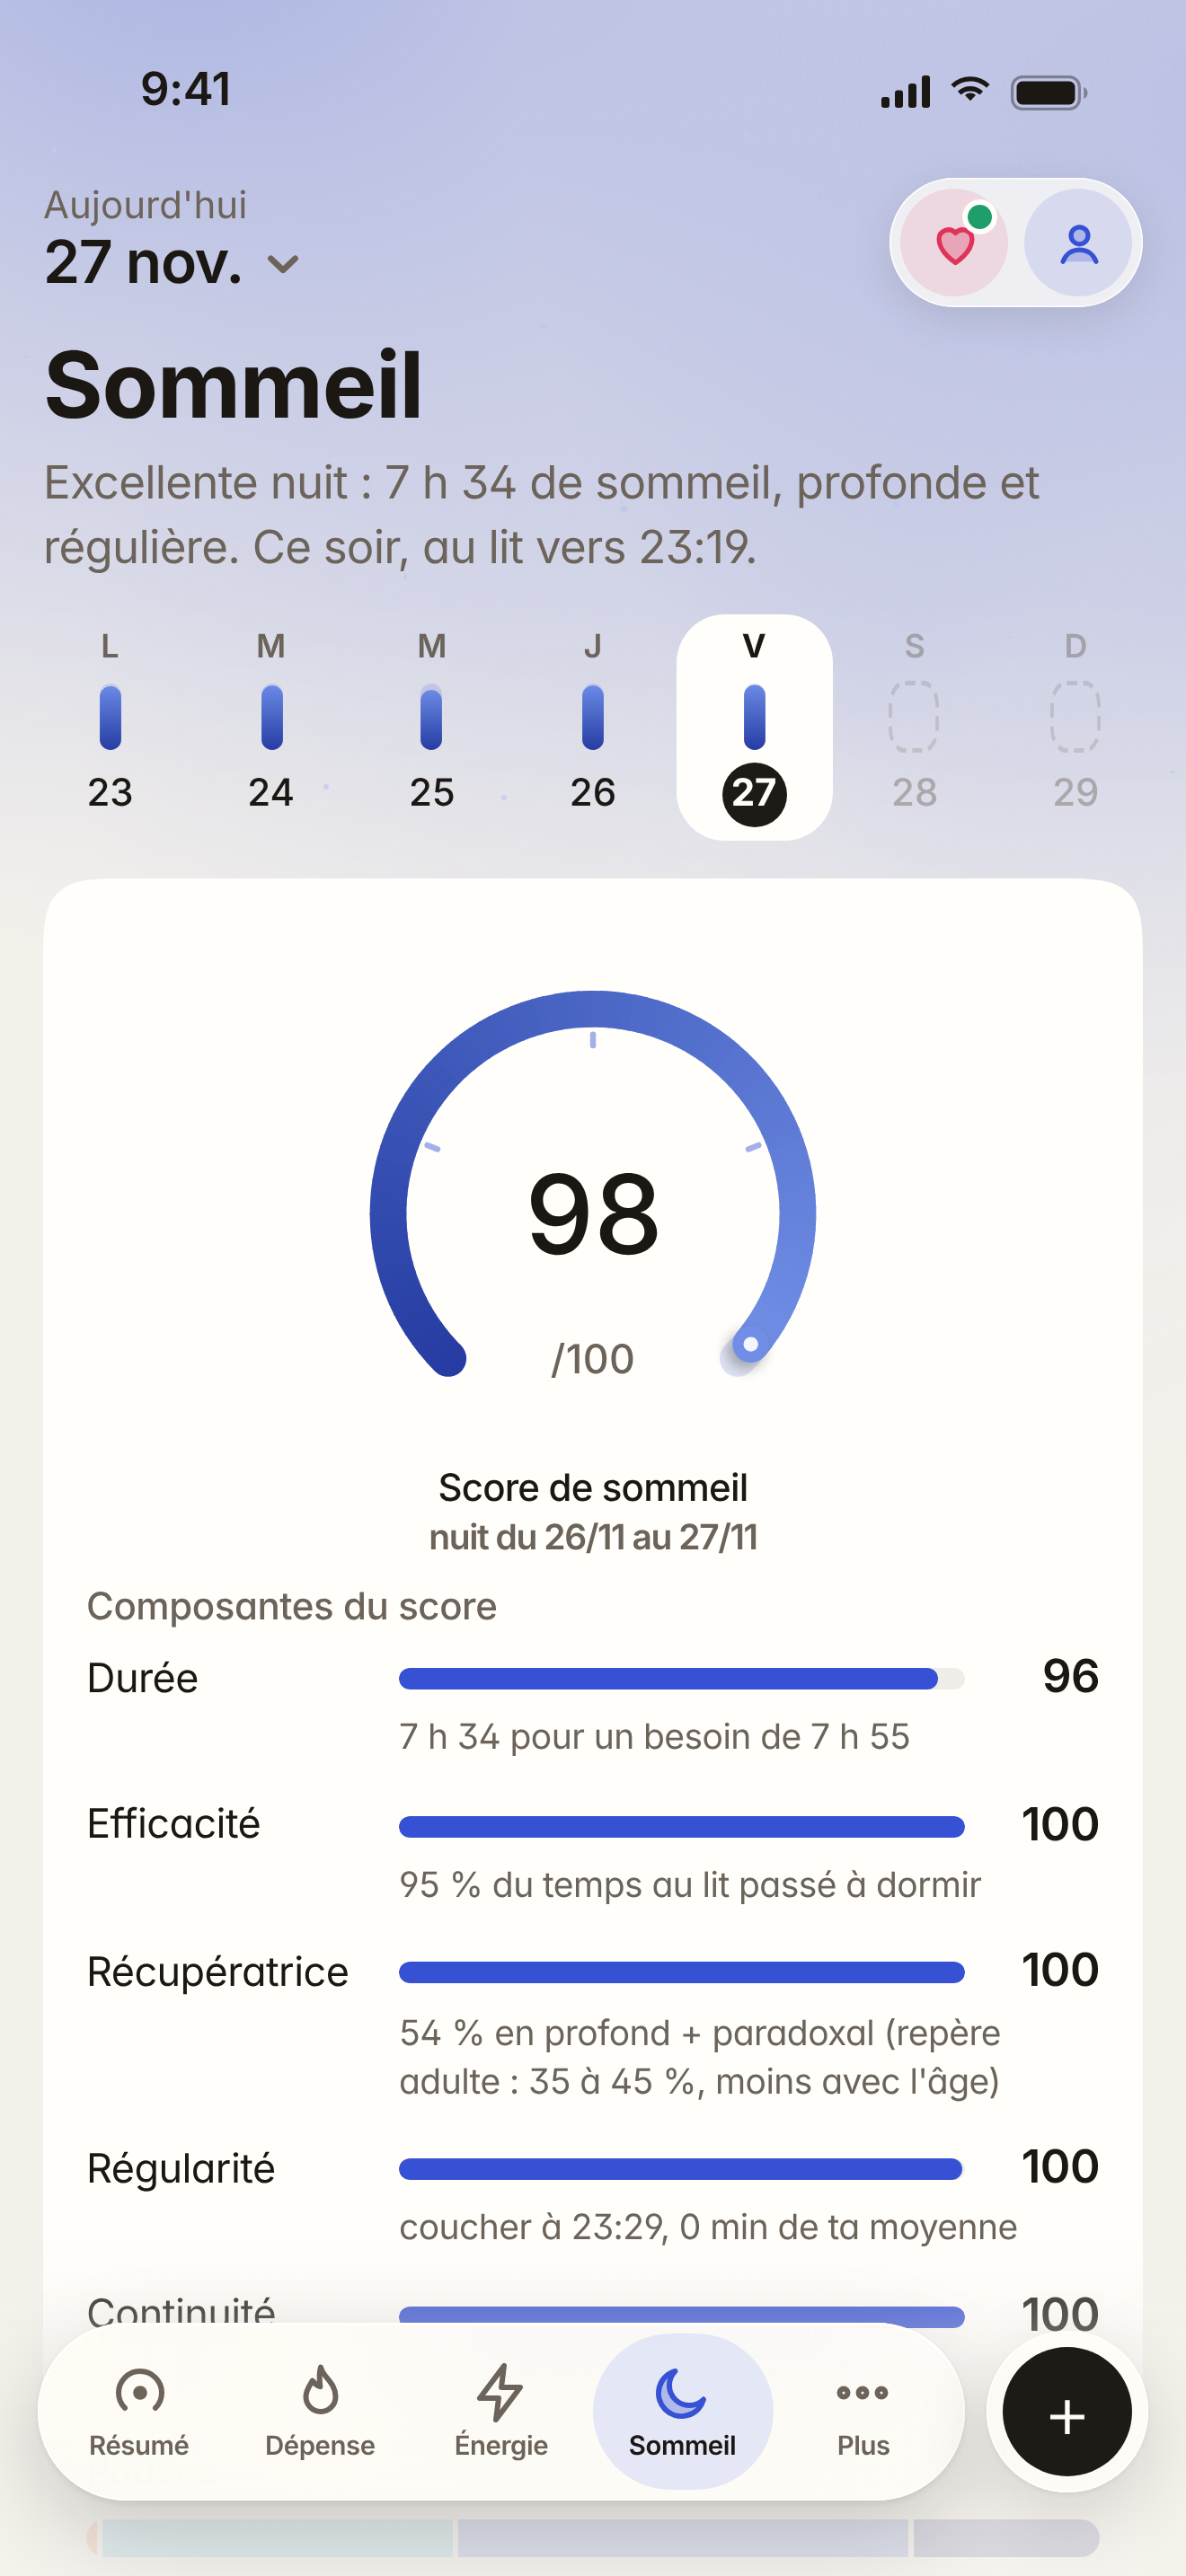 9:41
Aujourd'hui
27 nov.
Sommeil
Excellente nuit : 7 h 34 de sommeil, profonde et
régulière. Ce soir, au lit vers 23:19.
L M M J V S D
23 24 25 26 27 28 29
98
/100
Score de sommeil
nuit du 26/11 au 27/11
Composantes du score
Durée 96
7 h 34 pour un besoin de 7 h 55
Efficacité 100
95 % du temps au lit passé à dormir
Récupératrice 100
54 % en profond + paradoxal (repère
adulte : 35 à 45 %, moins avec l'âge)
Régularité 100
coucher à 23:29, 0 min de ta moyenne
Continuité 100
Résumé Dépense Énergie Sommeil Plus